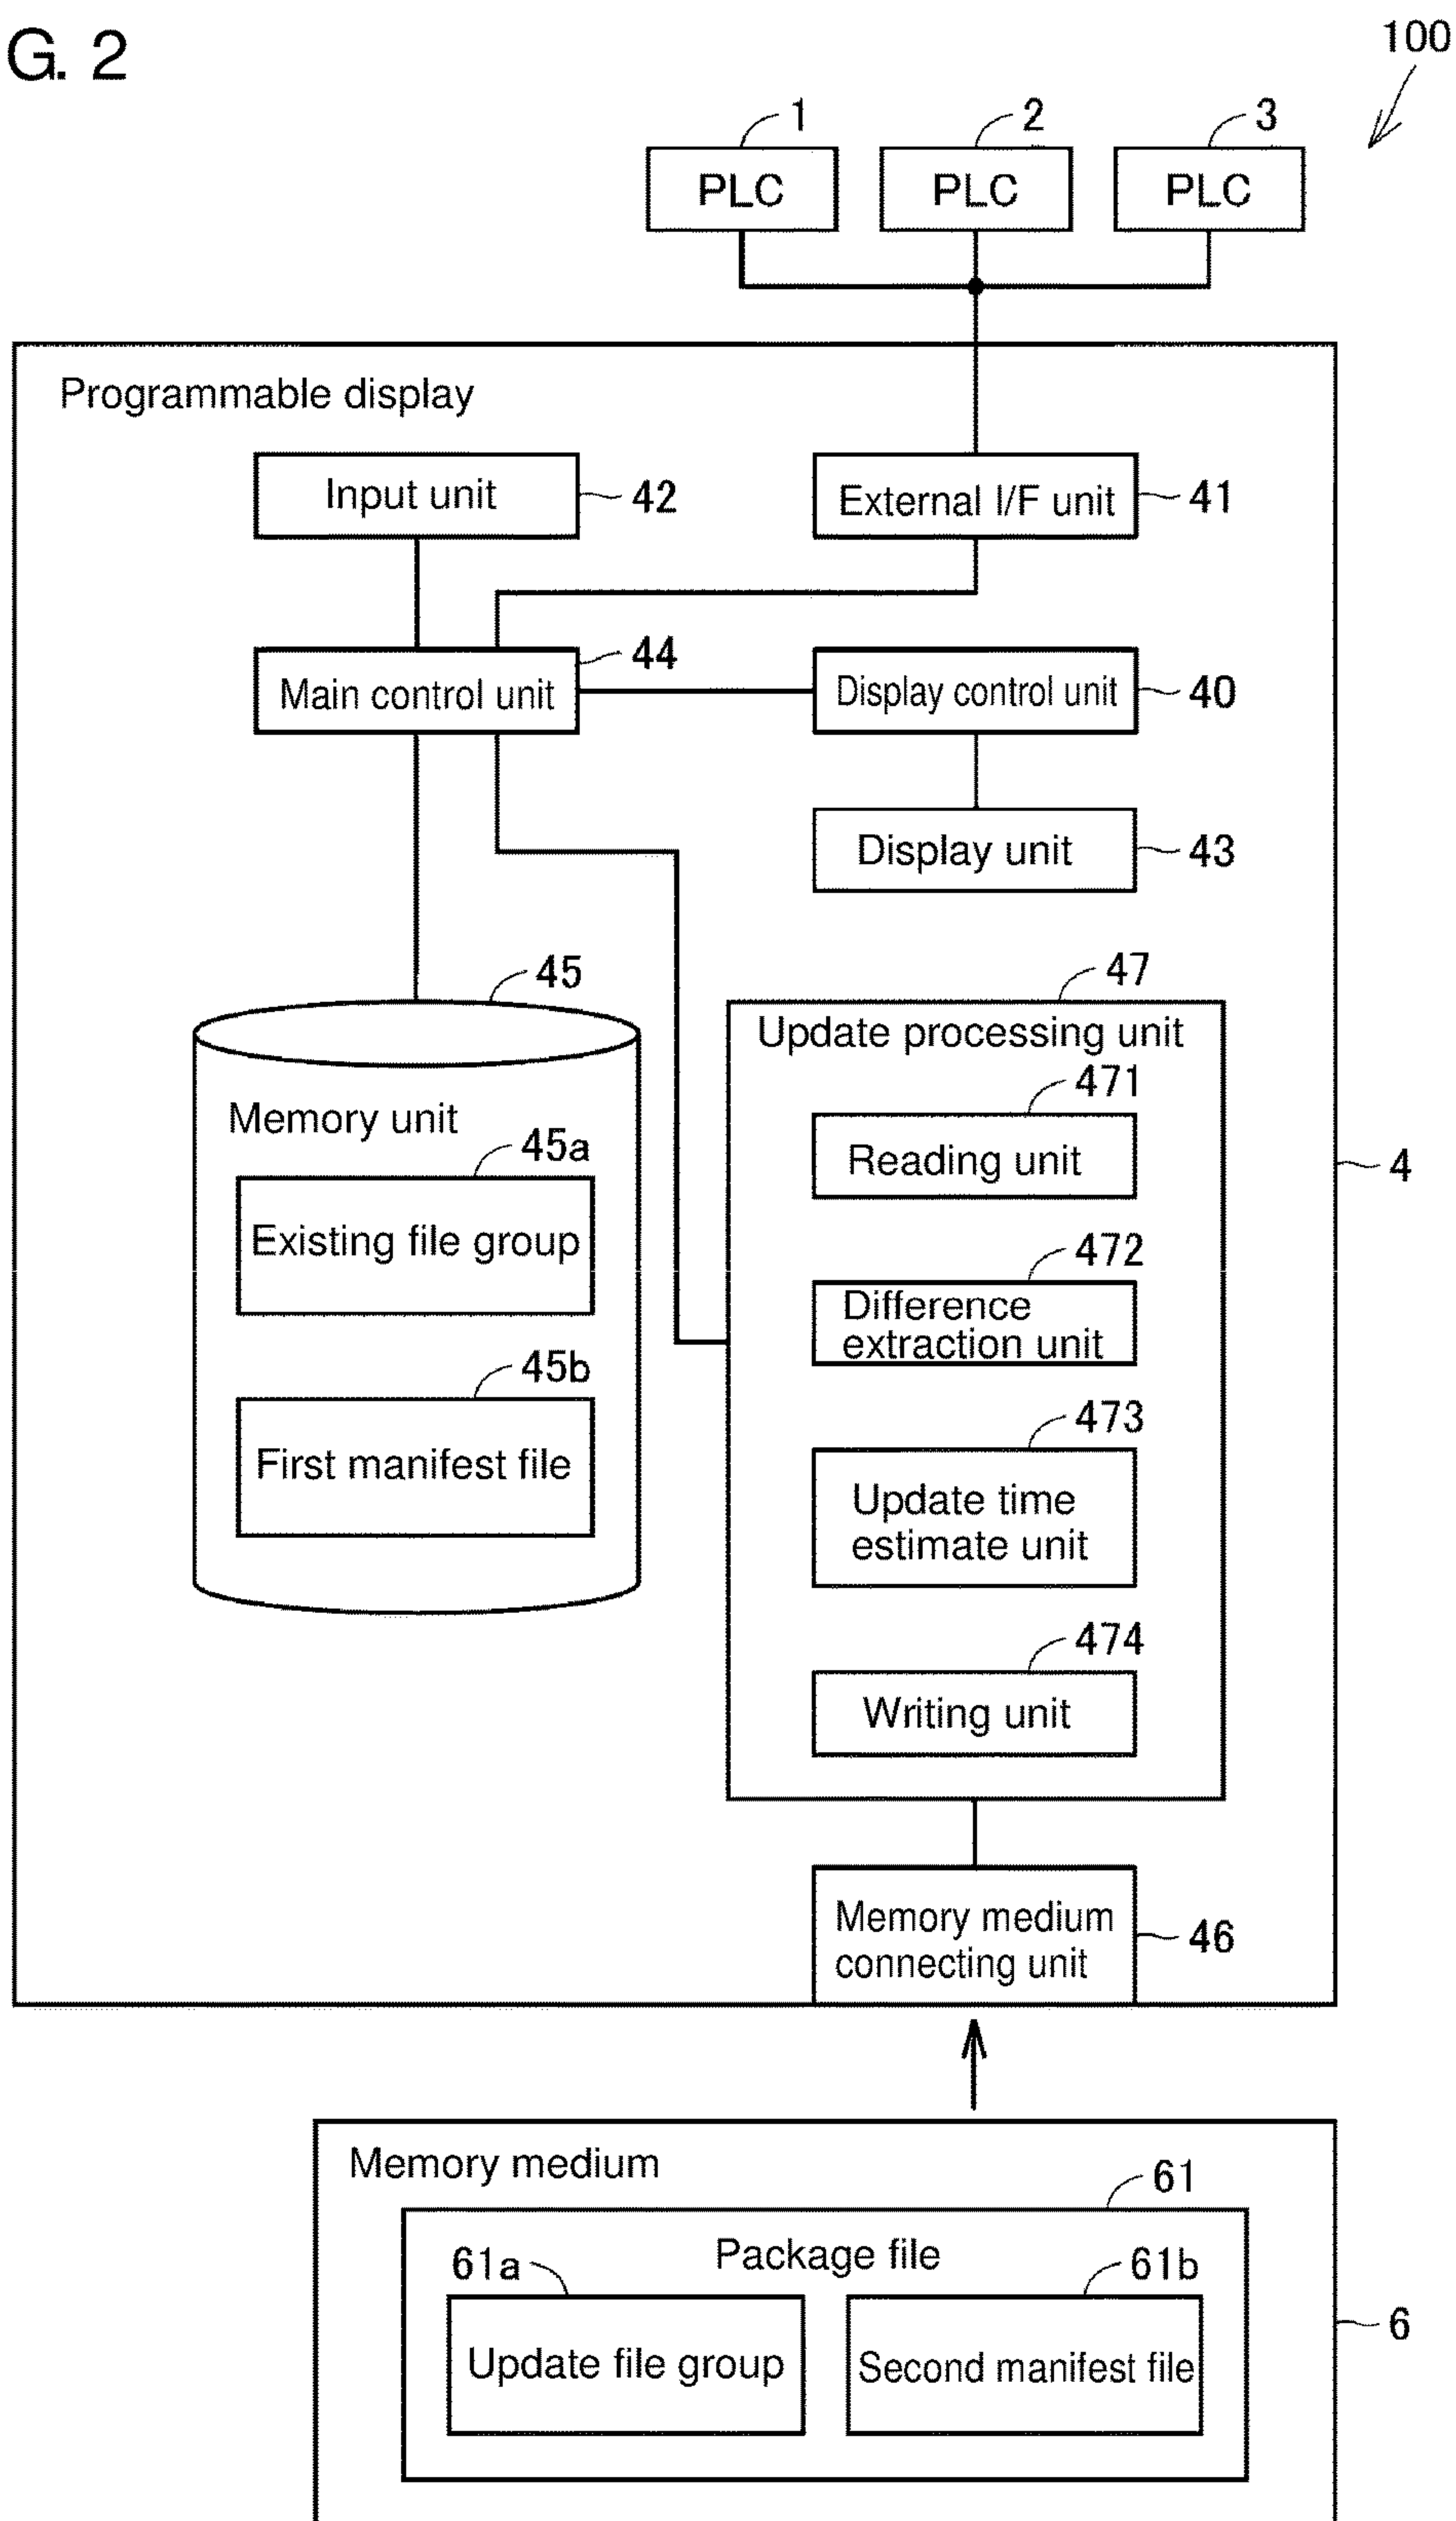 G. 2
100
1
2
3
PLC
PLC
PLC
Programmable display
Input unit
42
External I/F unit
41
44
Main control unit
Display control unit
40
Display unit
43
45
47
Update processing unit
471
Memory unit
45a
Reading unit
4
Existing file group
472
Difference
extraction unit
45b
First manifest file
473
Update time
estimate unit
474
Writing unit
Memory medium
connecting unit
46
Memory medium
61
Package file
61a
61b
6
Update file group
Second manifest file